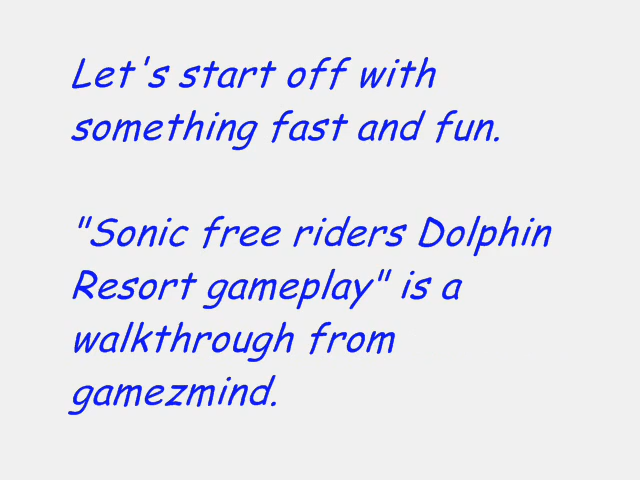 Let's start off with
something fast and fun.
"Sonic free riders Dolphin
Resort gameplay" is a
walkthrough from
gamezmind.